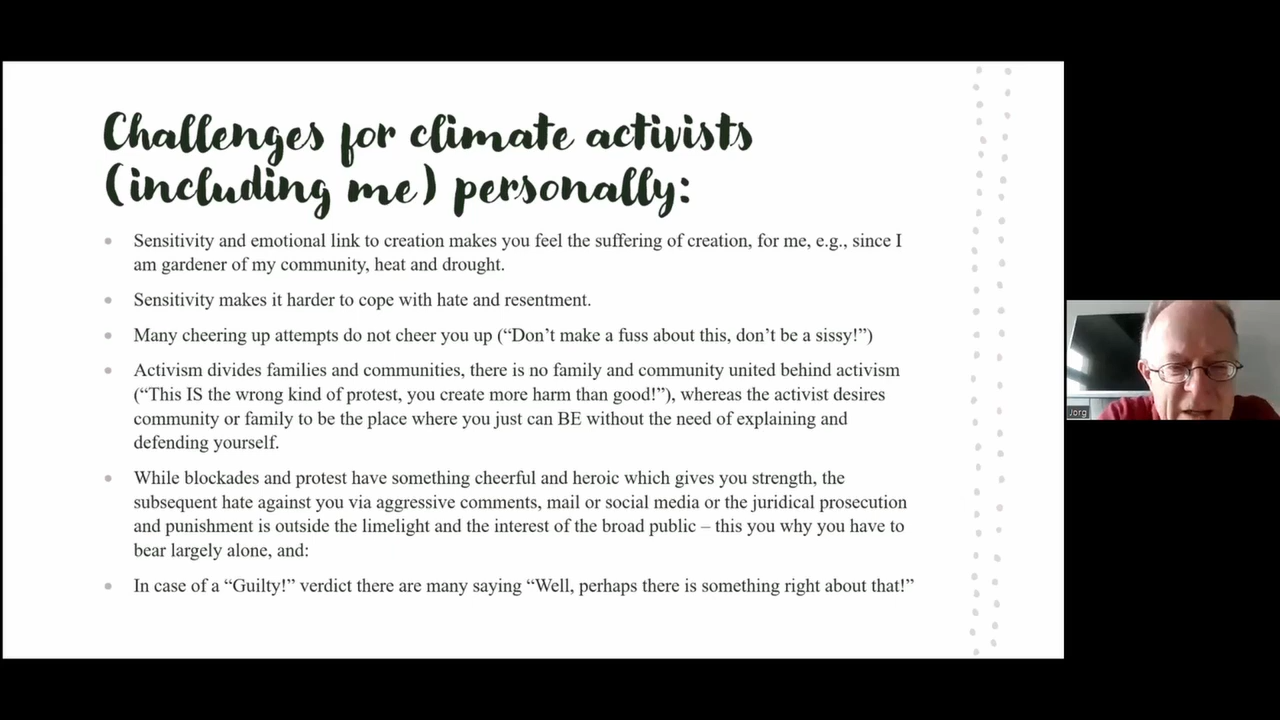 Challenges for climate activists
(including me) personally:
Sensitivity and emotional link to creation makes you feel the suffering of creation, for me, e.g., since I
am gardener of my community, heat and drought.
Sensitivity makes it harder to cope with hate and resentment.
Many cheering up attempts do not cheer you up (“Don’t make a fuss about this, don’t be a sissy!”)
Activism divides families and communities, there is no family and community united behind activism
(“This IS the wrong kind of protest, you create more harm than good!”), whereas the activist desires
community or family to be the place where you just can BE without the need of explaining and
defending yourself.
While blockades and protest have something cheerful and heroic which gives you strength, the
subsequent hate against you via aggressive comments, mail or social media or the juridical prosecution
and punishment is outside the limelight and the interest of the broad public – this you why you have to
bear largely alone, and:
In case of a “Guilty!” verdict there are many saying “Well, perhaps there is something right about that!”
Jorg